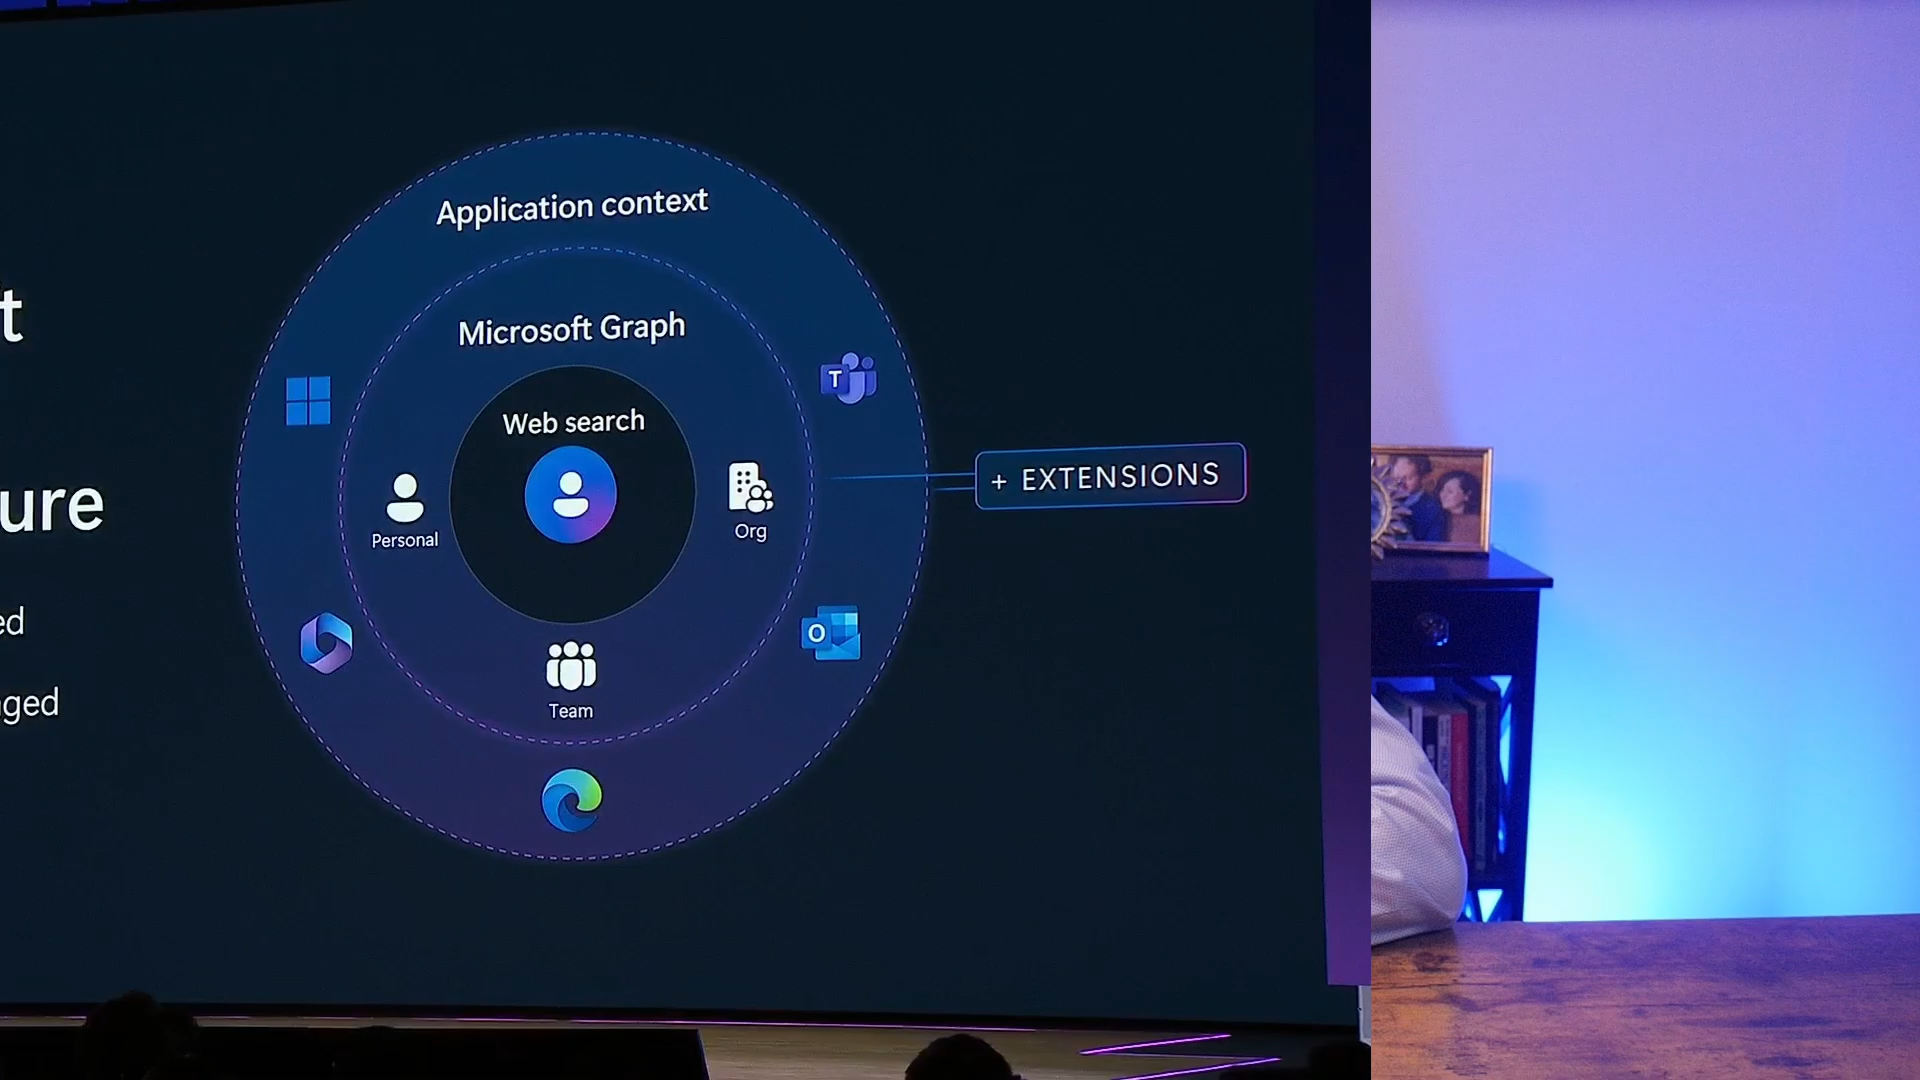 t
ure
ed
ged
Application context
Microsoft Graph
Web search
Personal
Org
Team
T
O
+ EXTENSIONS